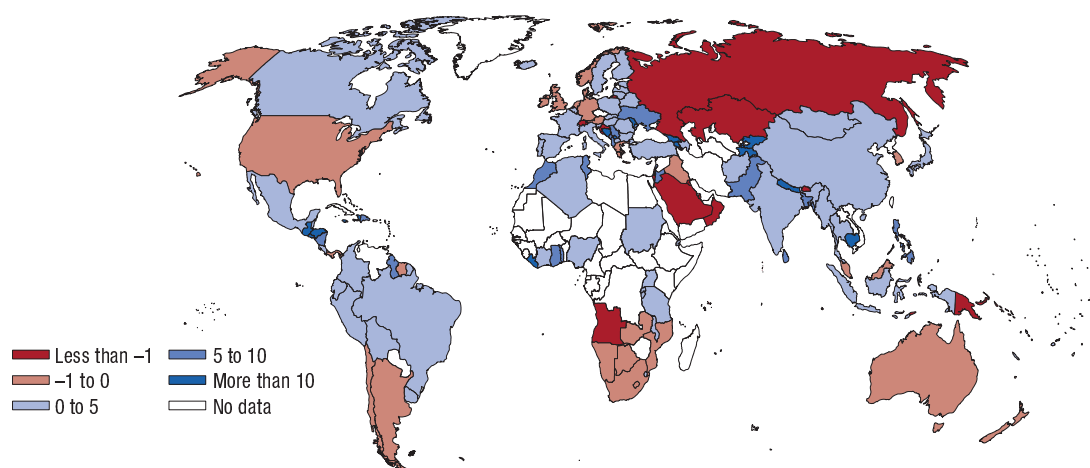 Less than –1
–1 to 0
0 to 5
5 to 10
More than 10
No data